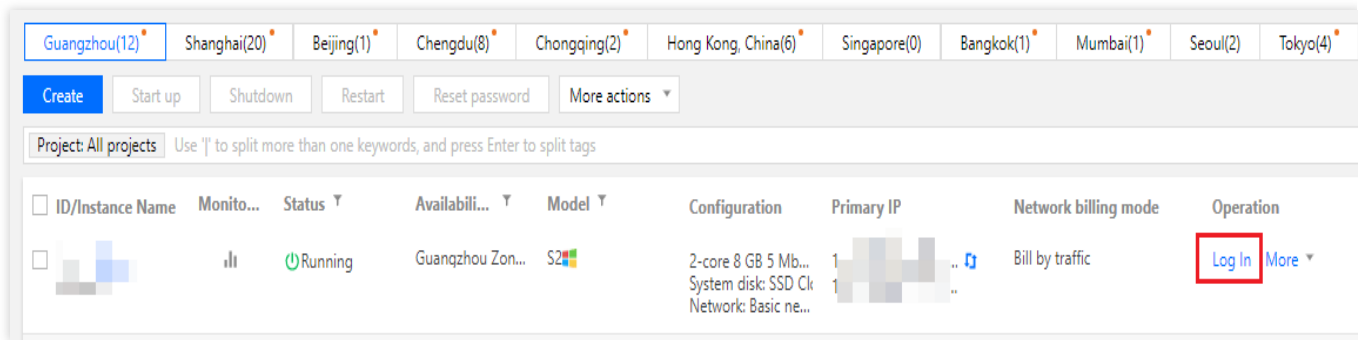 Guangzhou(12) Shanghai(20) Beijing(1) Chengdu(8) Chongqing(2) Hong Kong, China(6) Singapore(0) Bangkok(1) Mumbai(1) Seoul(2) Tokyo(4)
Create Start up Shutdown Restart Reset password More actions
Project: All projects Use '|' to split more than one keywords, and press Enter to split tags
ID/Instance Name Monito... Status Availabili... Model Configuration Primary IP Network billing mode Operation
Running Guangzhou Zon... S2 2-core 8 GB 5 Mb... 1 .. Bill by traffic Log In More
System disk: SSD Clo 1 ..
Network: Basic ne...